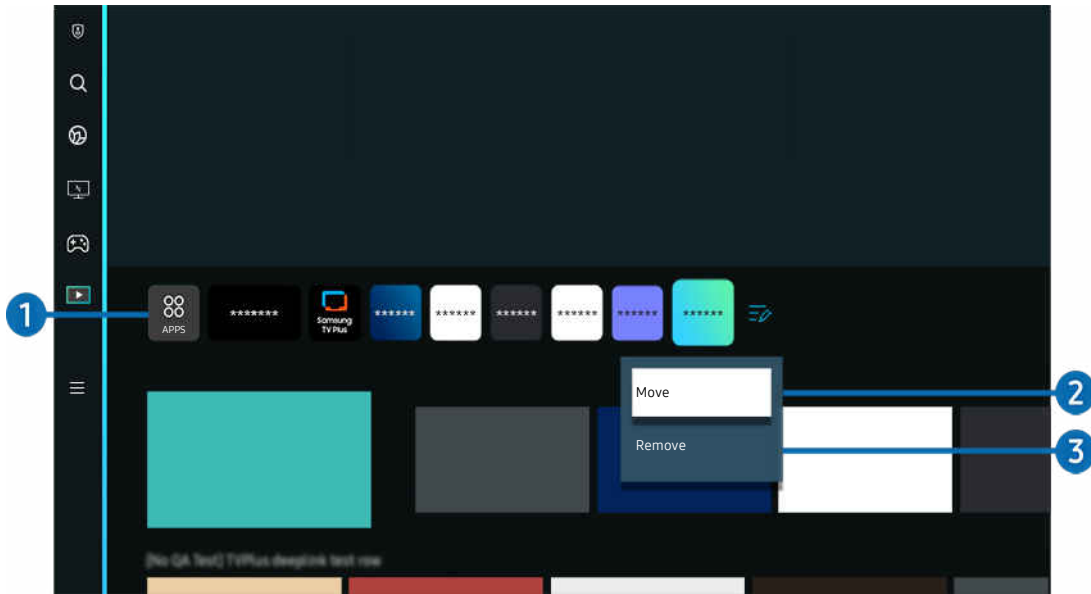 1
APPS
*******
Samsung
TV Plus
******
******
******
******
******
******
Move
2
Remove
3
[No QA Test] TVPlus deeplink test row